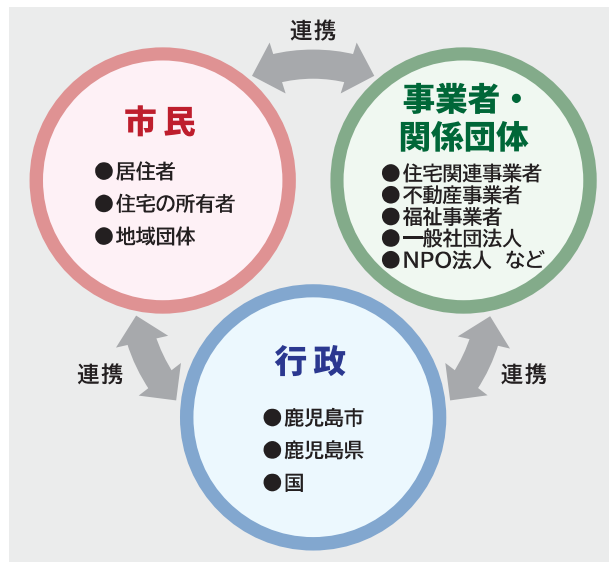 連携
市民
●居住者
●住宅の所有者
●地域団体
事業者・
関係団体
●住宅関連事業者
●不動産事業者
●福祉事業者
●一般社団法人
●NPO法人 など
連携
連携
行政
●鹿児島市
●鹿児島県
●国